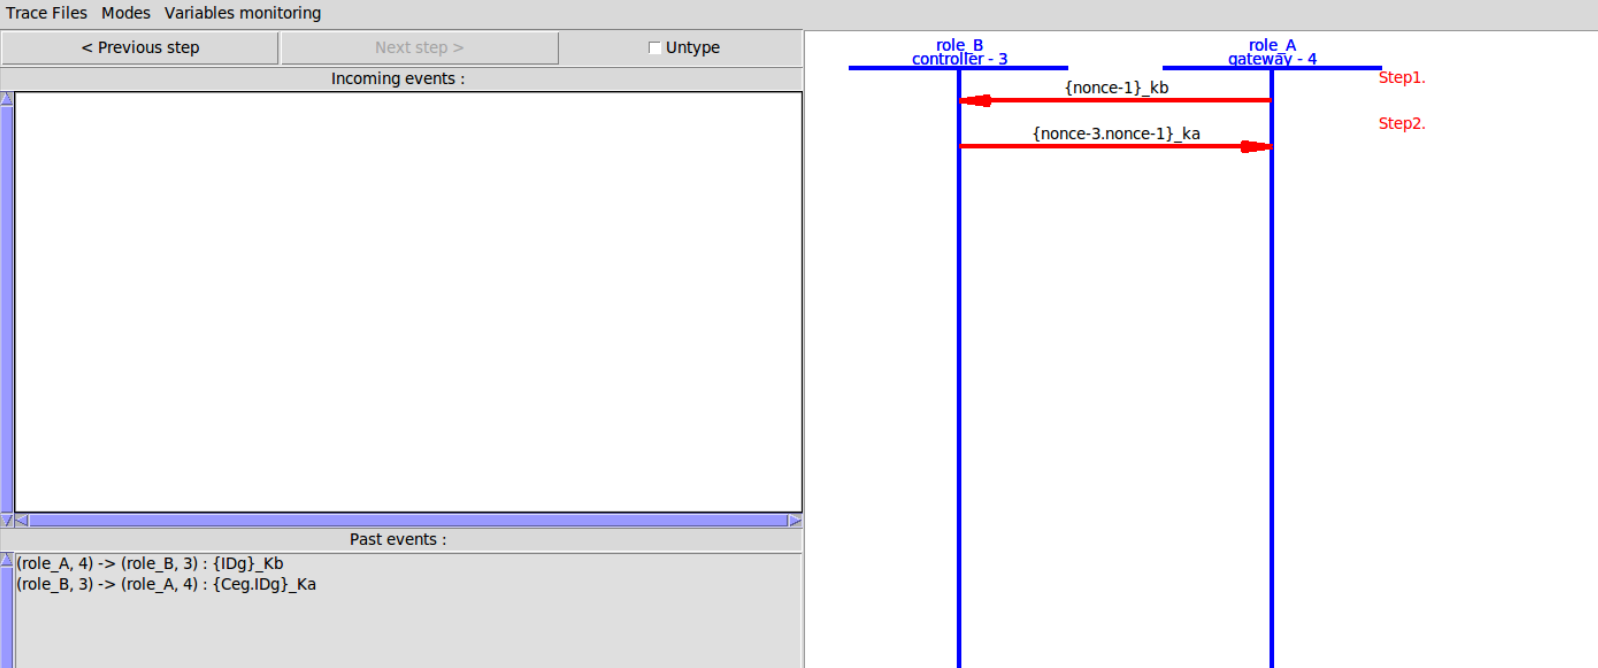 Trace Files Modes Variables monitoring
< Previous step Next step > Untype
Incoming events :
Past events :
(role_A, 4) -> (role_B, 3) : {IDg}_Kb
(role_B, 3) -> (role_A, 4) : {Ceg.IDg}_Ka
role_B
controller - 3
role_A
gateway - 4
Step1.
{nonce-1}_kb
Step2.
{nonce-3.nonce-1}_ka